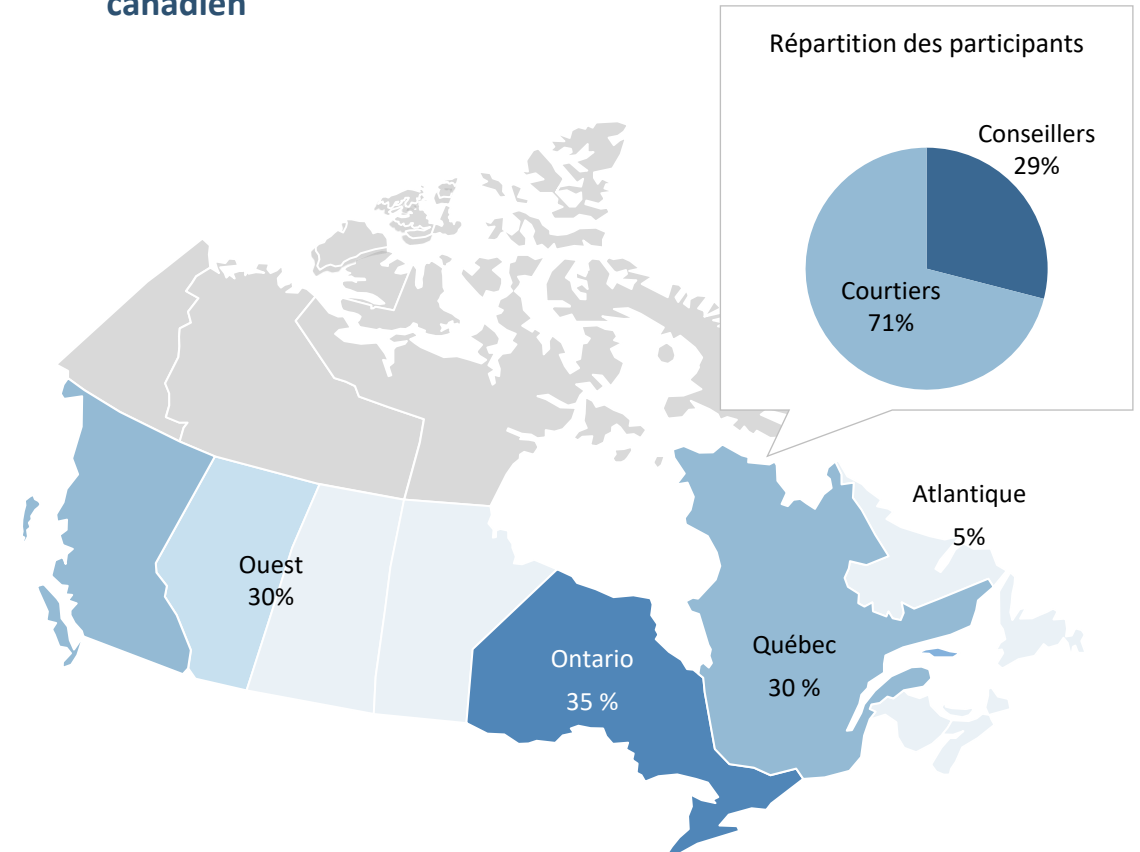 canadien
Répartition des participants
Conseillers
29%
Courtiers
71%
Atlantique
5%
Ouest
30%
Ontario
35 %
Québec
30 %